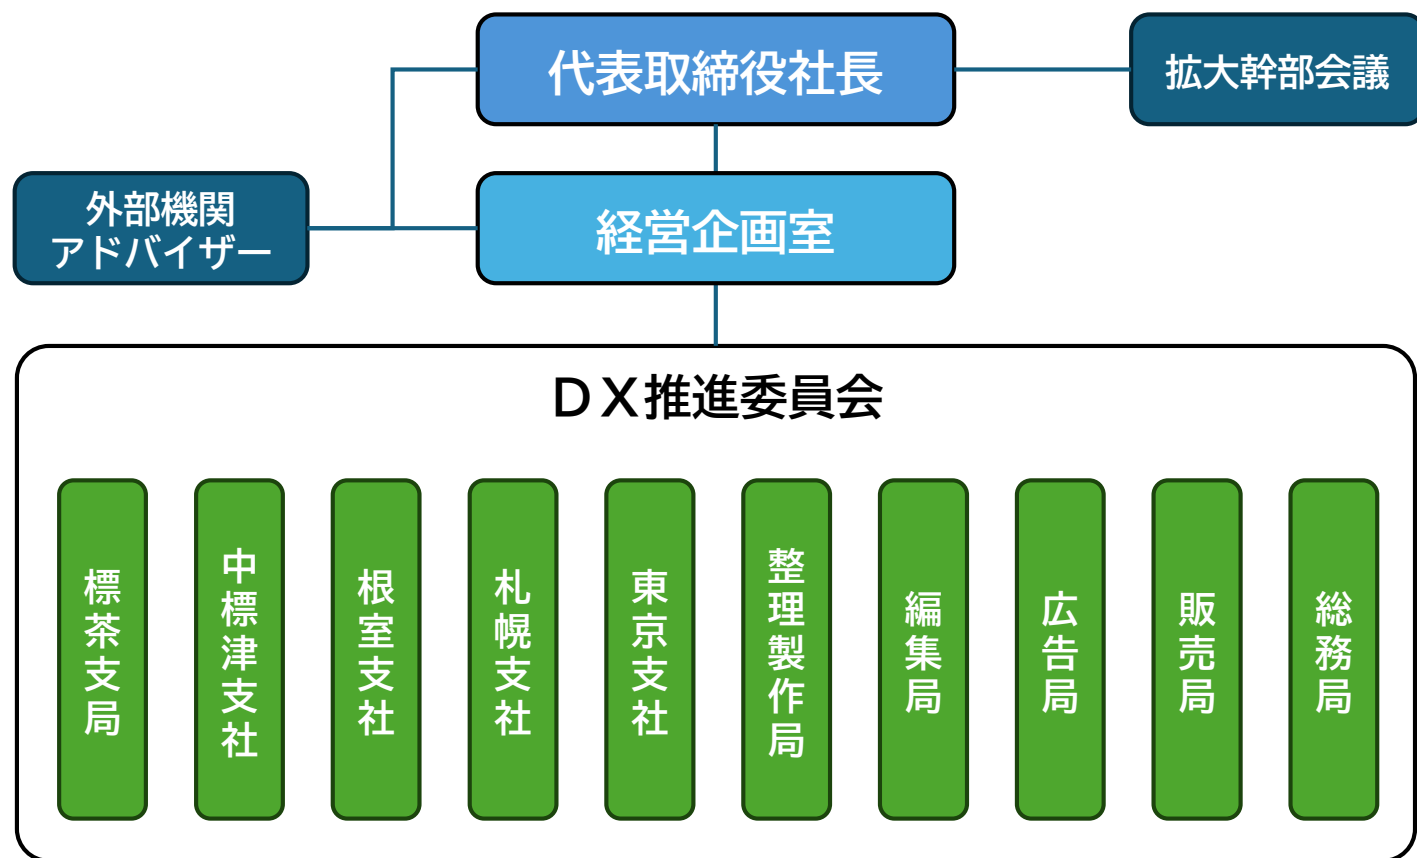 代表取締役社長
拡大幹部会議
外部機関
アドバイザー
経営企画室
ＤＸ推進委員会
標茶支局
中標津支社
根室支社
札幌支社
東京支社
整理製作局
編集局
広告局
販売局
総務局